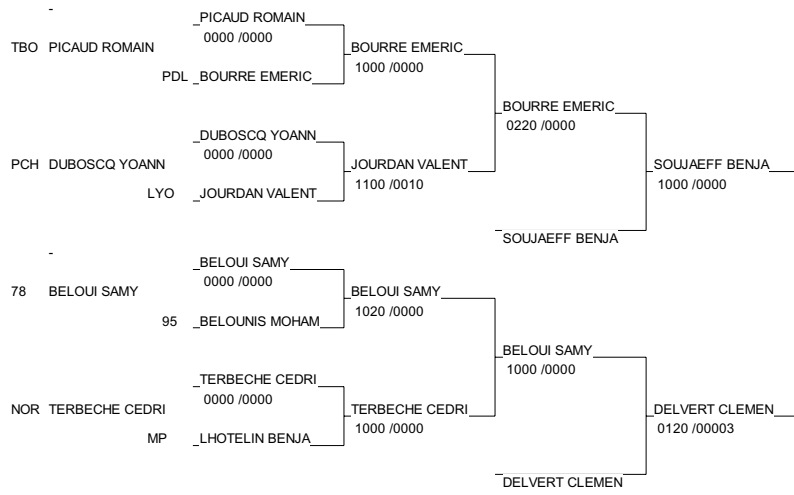 -
PICAUD ROMAIN
0000 /0000
TBO PICAUD ROMAIN
BOURRE EMERIC
1000 /0000
PDL BOURRE EMERIC
BOURRE EMERIC
0220 /0000
DUBOSCQ YOANN
0000 /0000
PCH DUBOSCQ YOANN
JOURDAN VALENT
1100 /0010
SOUJAEFF BENJA
1000 /0000
LYO JOURDAN VALENT
SOUJAEFF BENJA
-
BELOUI SAMY
0000 /0000
78 BELOUI SAMY
BELOUI SAMY
1020 /0000
95 BELOUNIS MOHAM
BELOUI SAMY
1000 /0000
TERBECHE CEDRI
0000 /0000
NOR TERBECHE CEDRI
TERBECHE CEDRI
1000 /0000
DELVERT CLEMEN
0120 /00003
MP LHOTELIN BENJA
DELVERT CLEMEN